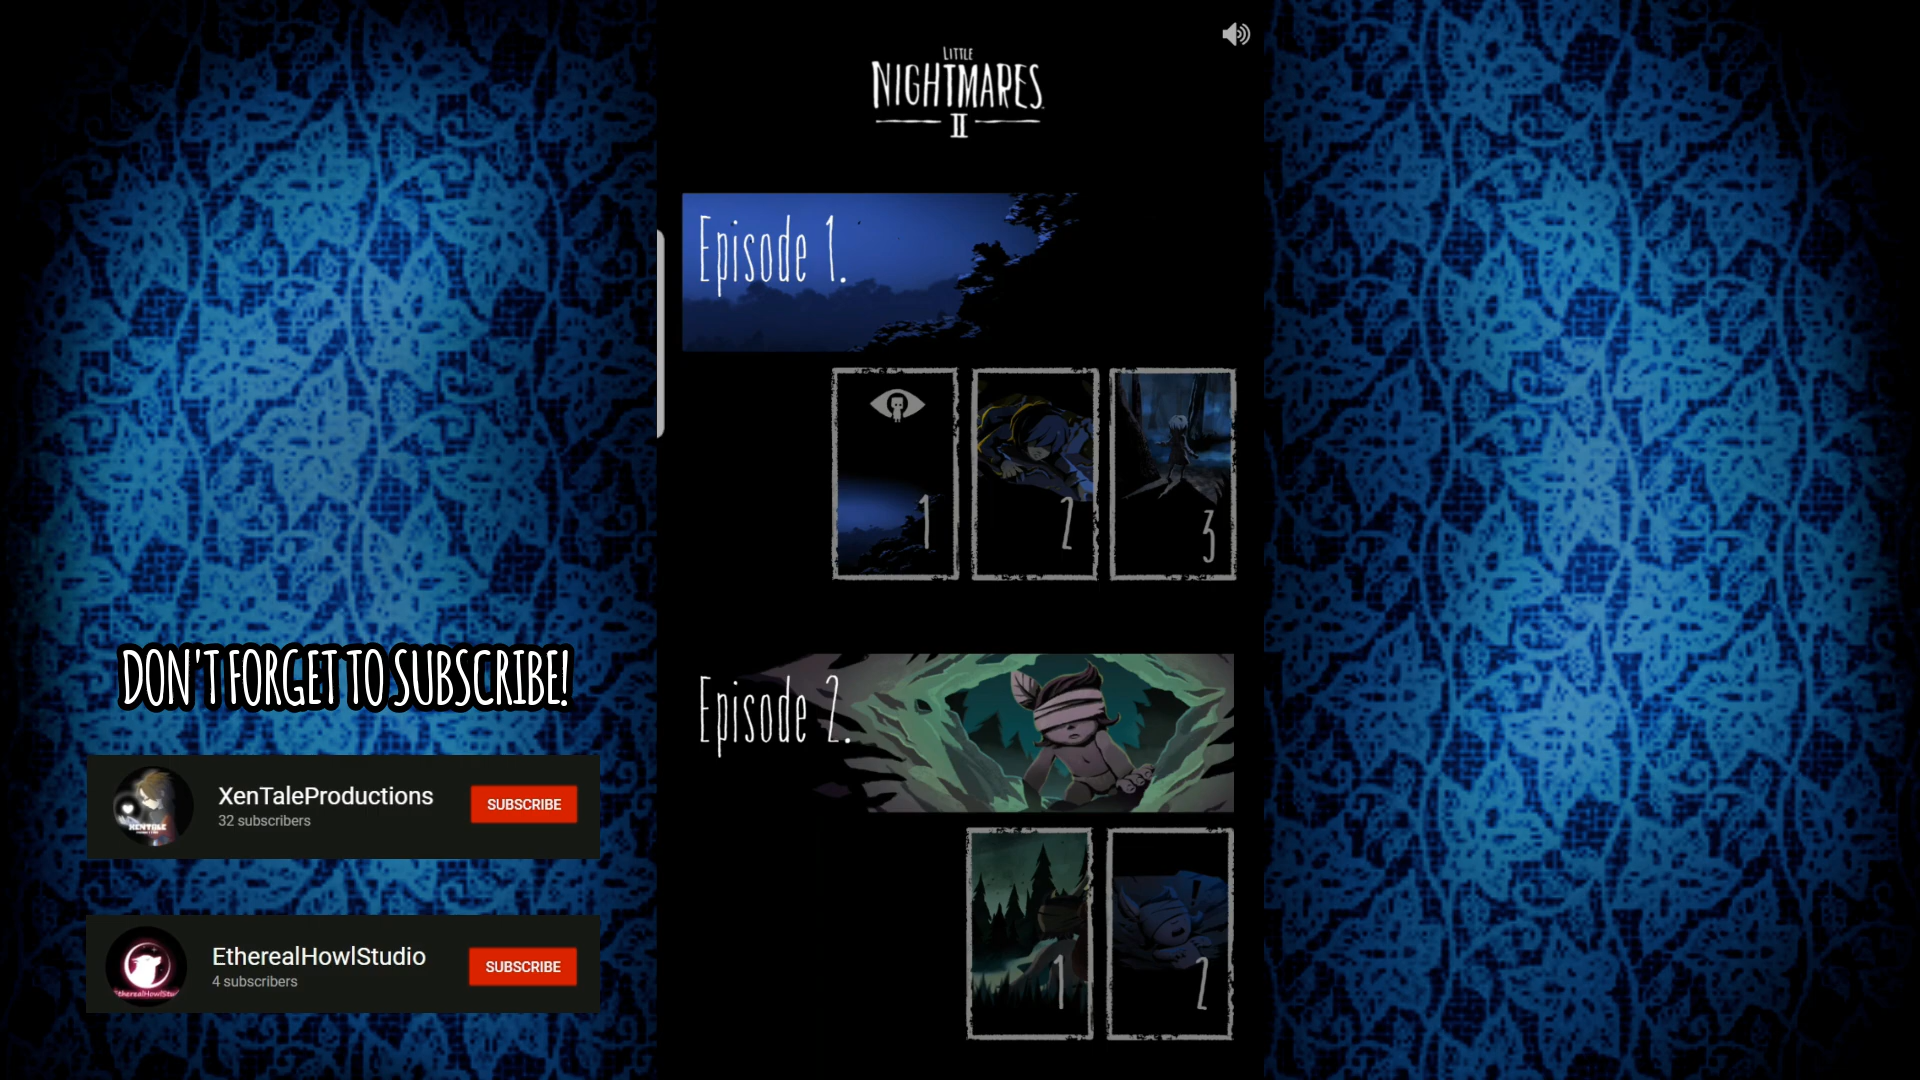 LITTLE
NIGHTMARES
II
Episode 1.
1
2
3
Episode 2.
1
2
DON'T FORGET TO SUBSCRIBE!
XENTALE
XenTaleProductions
32 subscribers
SUBSCRIBE
EtherealHowlStudio
4 subscribers
SUBSCRIBE